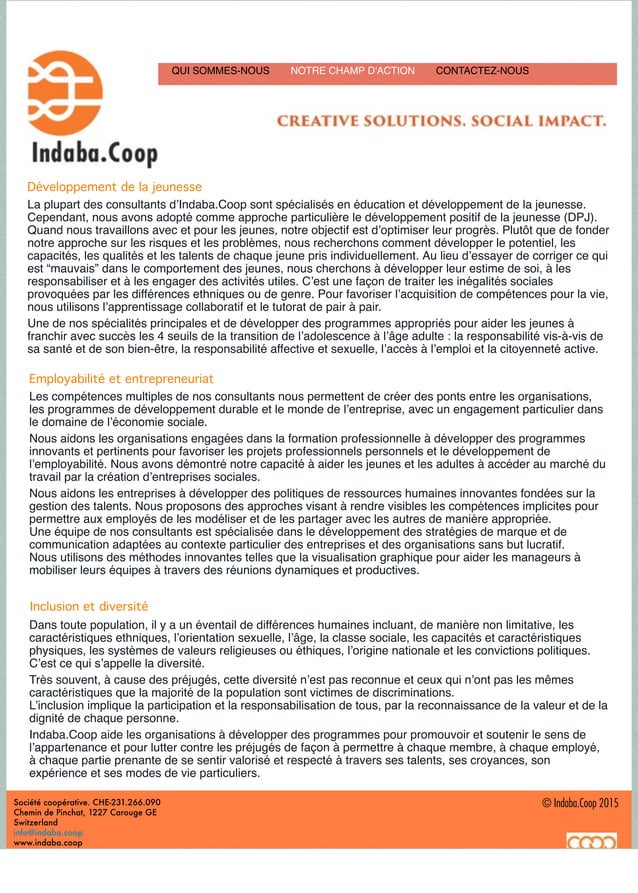 QUI SOMMES-NOUS NOTRE CHAMP D'ACTION CONTACTEZ-NOUS
CREATIVE SOLUTIONS. SOCIAL IMPACT.
Indaba.Coop
Développement de la jeunesse
La plupart des consultants d’Indaba.Coop sont spécialisés en éducation et développement de la jeunesse.
Cependant, nous avons adopté comme approche particulière le développement positif de la jeunesse (DPJ).
Quand nous travaillons avec et pour les jeunes, notre objectif est d’optimiser leur progrès. Plutôt que de fonder
notre approche sur les risques et les problèmes, nous recherchons comment développer le potentiel, les
capacités, les qualités et les talents de chaque jeune pris individuellement. Au lieu d’essayer de corriger ce qui
est “mauvais” dans le comportement des jeunes, nous cherchons à développer leur estime de soi, à les
responsabiliser et à les engager des activités utiles. C’est une façon de traiter les inégalités sociales
provoquées par les différences ethniques ou de genre. Pour favoriser l’acquisition de compétences pour la vie,
nous utilisons l’apprentissage collaboratif et le tutorat de pair à pair.
Une de nos spécialités principales et de développer des programmes appropriés pour aider les jeunes à
franchir avec succès les 4 seuils de la transition de l’adolescence à l’âge adulte : la responsabilité vis-à-vis de
sa santé et de son bien-être, la responsabilité affective et sexuelle, l’accès à l’emploi et la citoyenneté active.
Employabilité et entrepreneuriat
Les compétences multiples de nos consultants nous permettent de créer des ponts entre les organisations,
les programmes de développement durable et le monde de l’entreprise, avec un engagement particulier dans
le domaine de l’économie sociale.
Nous aidons les organisations engagées dans la formation professionnelle à développer des programmes
innovants et pertinents pour favoriser les projets professionnels personnels et le développement de
l’employabilité. Nous avons démontré notre capacité à aider les jeunes et les adultes à accéder au marché du
travail par la création d’entreprises sociales.
Nous aidons les entreprises à développer des politiques de ressources humaines innovantes fondées sur la
gestion des talents. Nous proposons des approches visant à rendre visibles les compétences implicites pour
permettre aux employés de les modéliser et de les partager avec les autres de manière appropriée.
Une équipe de nos consultants est spécialisée dans le développement des stratégies de marque et de
communication adaptées au contexte particulier des entreprises et des organisations sans but lucratif.
Nous utilisons des méthodes innovantes telles que la visualisation graphique pour aider les managers à
mobiliser leurs équipes à travers des réunions dynamiques et productives.
Inclusion et diversité
Dans toute population, il y a un éventail de différences humaines incluant, de manière non limitative, les
caractéristiques ethniques, l’orientation sexuelle, l’âge, la classe sociale, les capacités et caractéristiques
physiques, les systèmes de valeurs religieuses ou éthiques, l’origine nationale et les convictions politiques.
C’est ce qui s’appelle la diversité.
Très souvent, à cause des préjugés, cette diversité n’est pas reconnue et ceux qui n’ont pas les mêmes
caractéristiques que la majorité de la population sont victimes de discriminations.
L’inclusion implique la participation et la responsabilisation de tous, par la reconnaissance de la valeur et de la
dignité de chaque personne.
Indaba.Coop aide les organisations à développer des programmes pour promouvoir et soutenir le sens de
l’appartenance et pour lutter contre les préjugés de façon à permettre à chaque membre, à chaque employé,
à chaque partie prenante de se sentir valorisé et respecté à travers ses talents, ses croyances, son
expérience et ses modes de vie particuliers.
Société coopérative. CHE-231.266.090
Chemin de Pinchat, 1227 Carouge GE
Switzerland
info@indaba.coop
www.indaba.coop
© Indaba.Coop 2015
coop